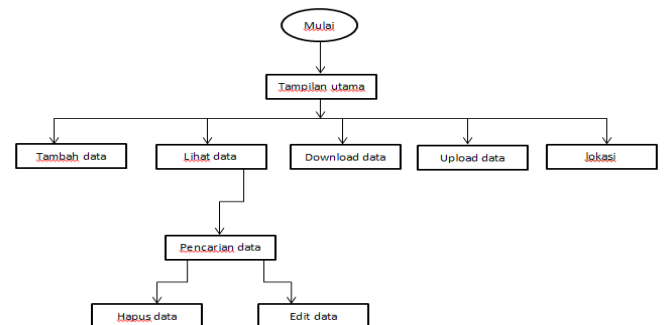 Mulai
Tampilan utama
Tambah data
Lihat data
Download data
Upload data
lokasi
Pencarian data
Hapus data
Edit data